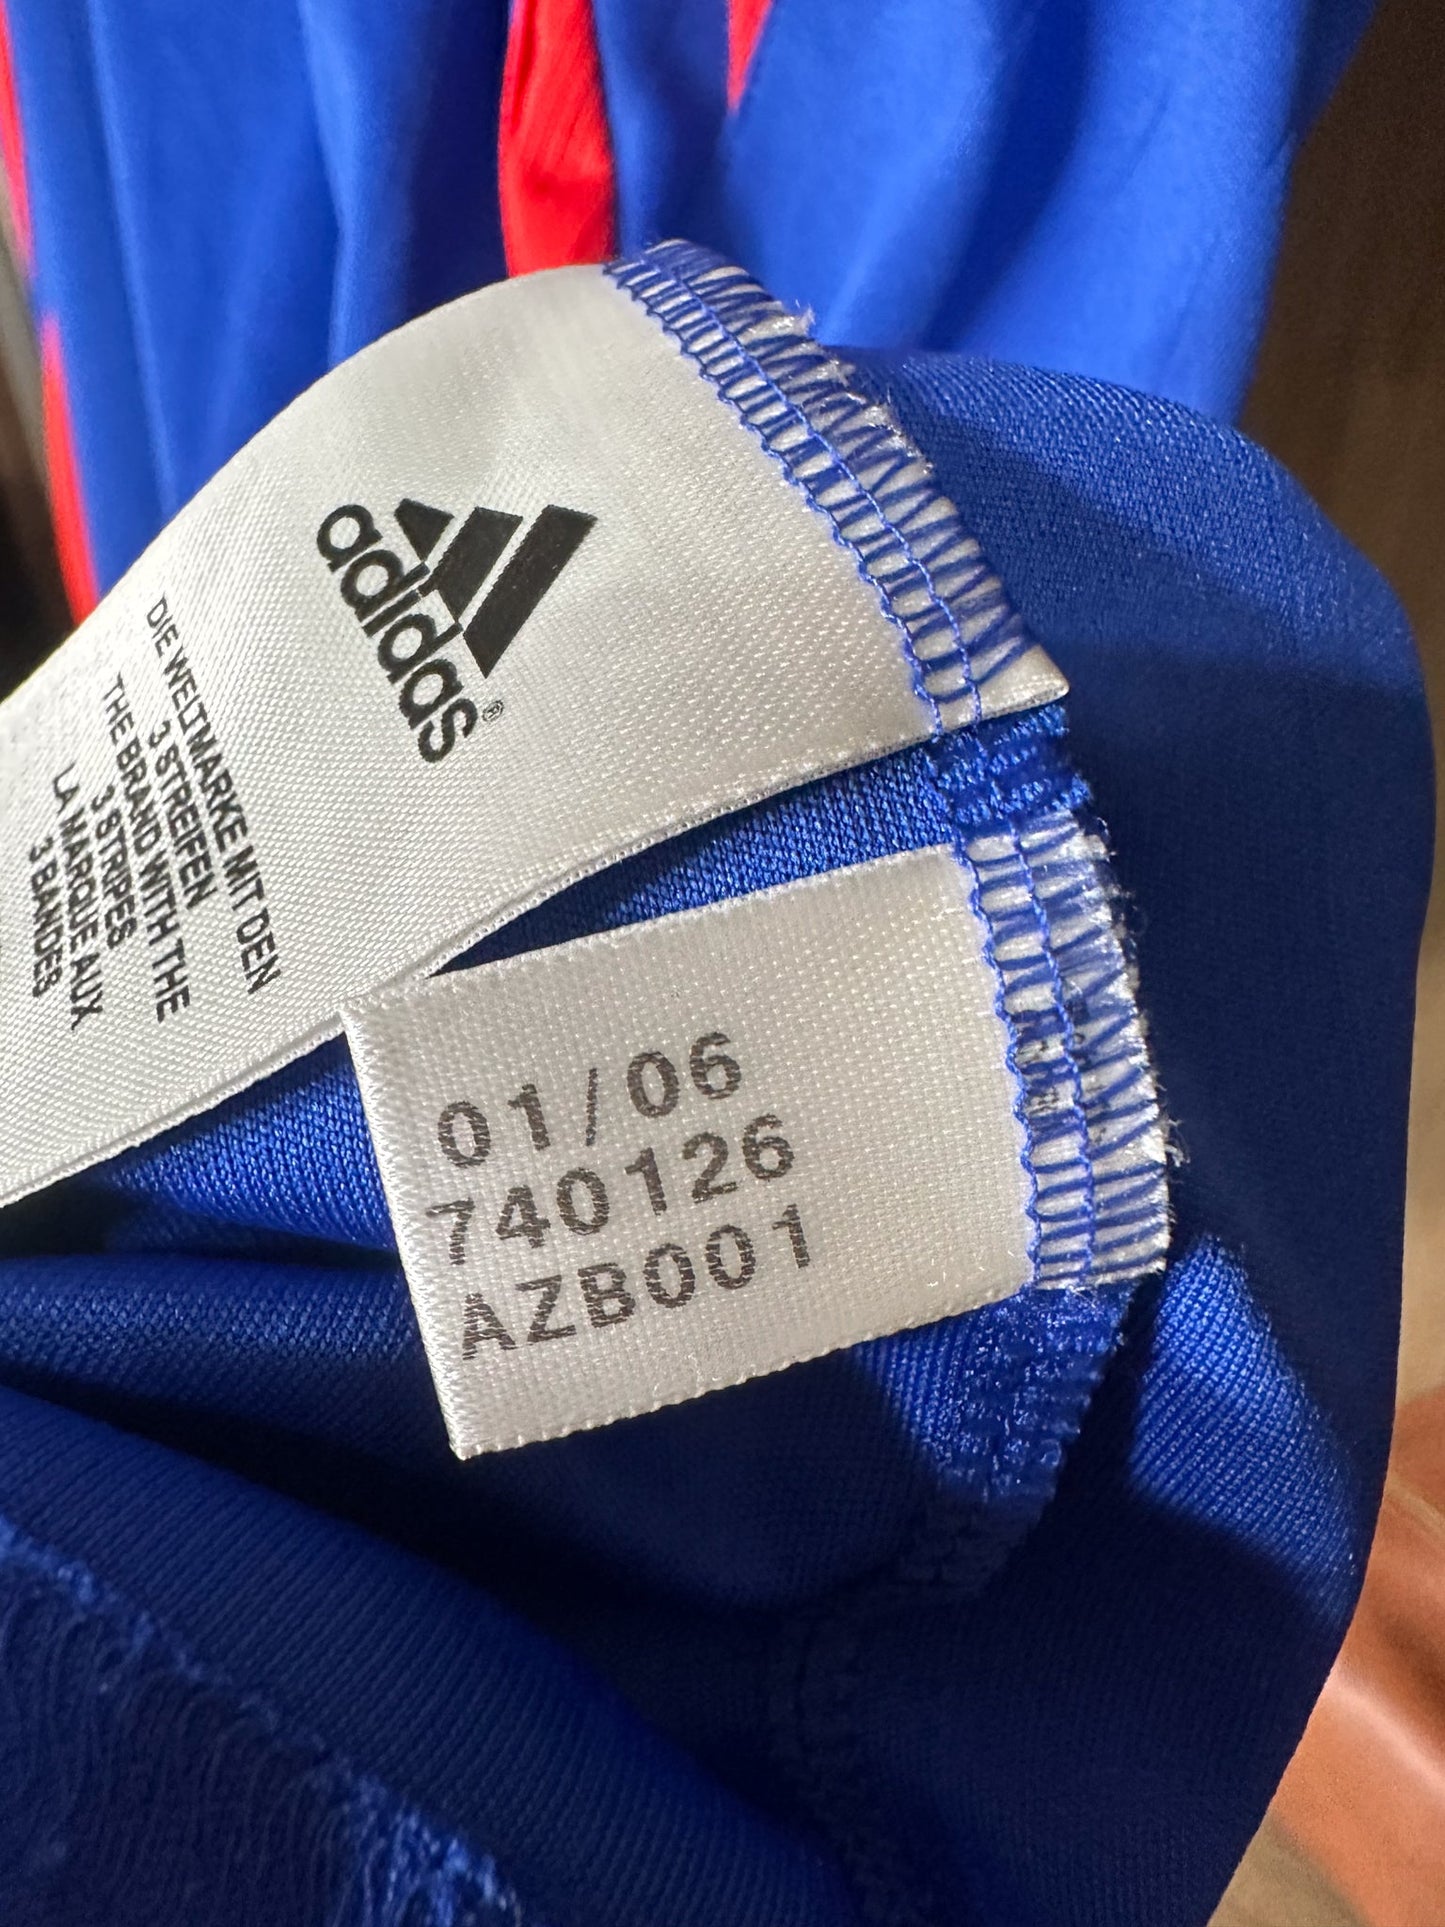 adidas®
DIE WELTMARKE MIT DEN
3 STREIFEN
THE BRAND WITH THE
3 STRIPES
LA MARQUE AUX
3 BANDES
01/06
740126
AZB001